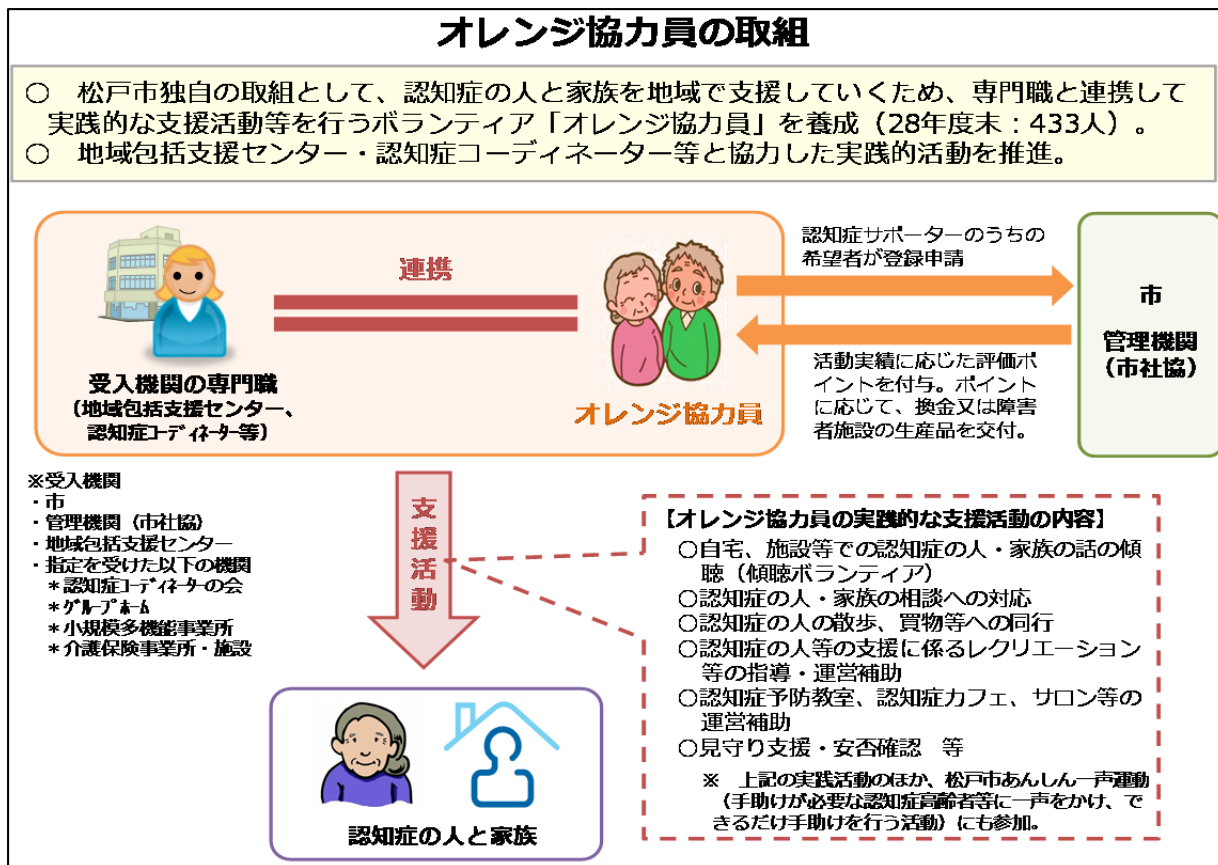 オレンジ協力員の取組
○　松戸市独自の取組として、認知症の人と家族を地域で支援していくため、専門職と連携して
実践的な支援活動等を行うボランティア「オレンジ協力員」を養成（28年度末：433人）。
○　地域包括支援センター・認知症コーディネーター等と協力した実践的活動を推進。
連携
受入機関の専門職
（地域包括支援センター、
認知症ｺｰﾃﾞｨﾈｰﾀｰ等）
オレンジ協力員
認知症サポーターのうちの
希望者が登録申請
活動実績に応じた評価ポ
イントを付与。ポイント
に応じて、換金又は障害
者施設の生産品を交付。
市
管理機関
（市社協）
※受入機関
・市
・管理機関（市社協）
・地域包括支援センター
・指定を受けた以下の機関
＊認知症ｺｰﾃﾞｨﾈｰﾀｰの会
＊ｸﾞﾙｰﾌﾟﾎｰﾑ
＊小規模多機能事業所
＊介護保険事業所・施設
支援活動
【オレンジ協力員の実践的な支援活動の内容】
○自宅、施設等での認知症の人・家族の話の傾
聴（傾聴ボランティア）
○認知症の人・家族の相談への対応
○認知症の人の散歩、買物等への同行
○認知症の人等の支援に係るレクリエーション
等の指導・運営補助
○認知症予防教室、認知症カフェ、サロン等の
運営補助
○見守り支援・安否確認　等
※　上記の実践活動のほか、松戸市あんしん一声運動
（手助けが必要な認知症高齢者等に一声をかけ、で
きるだけ手助けを行う活動）にも参加。
認知症の人と家族